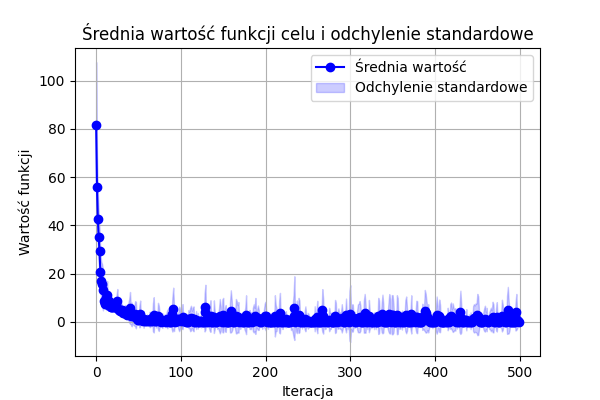 Średnia wartość funkcji celu i odchylenie standardowe
Średnia wartość
Odchylenie standardowe
Wartość funkcji
100
80
60
40
20
0
0 100 200 300 400 500
Iteracja